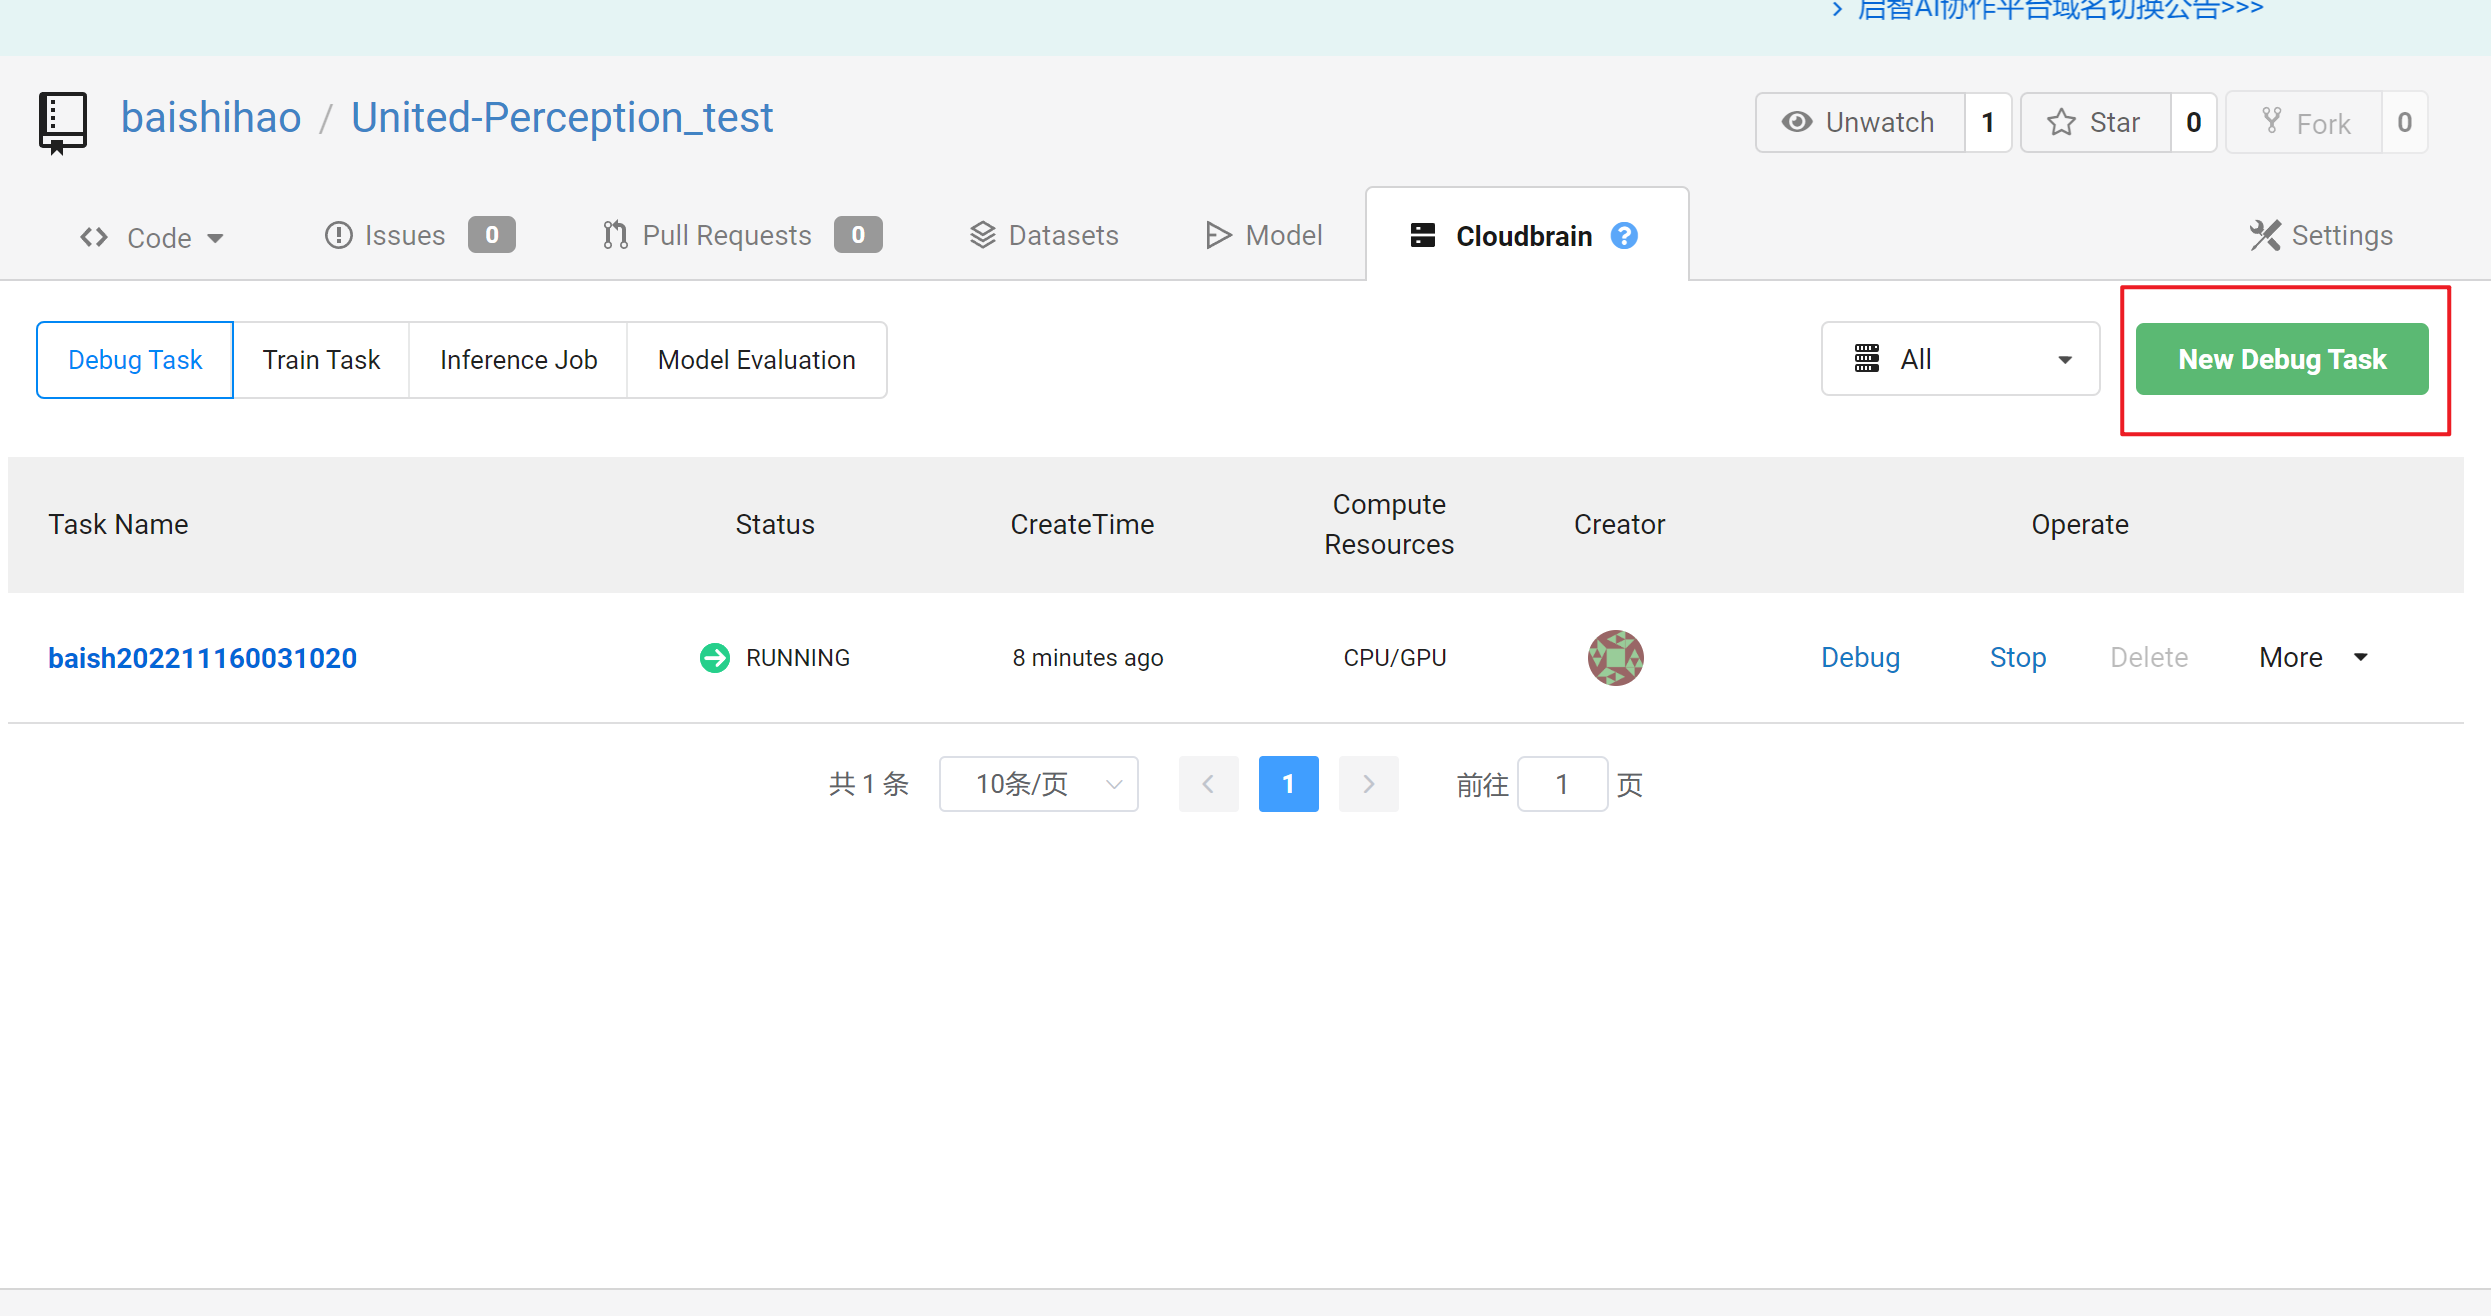 > 启智AI协作平台域名切换公告>>>
baishihao / United-Perception_test
Unwatch 1 Star 0 Fork 0
Code Issues 0 Pull Requests 0 Datasets Model Cloudbrain ? Settings
Debug Task Train Task Inference Job Model Evaluation All New Debug Task
Task Name Status CreateTime Compute Resources Creator Operate
baish202211160031020 RUNNING 8 minutes ago CPU/GPU Debug Stop Delete More
共 1 条 10条/页 1 前往 1 页